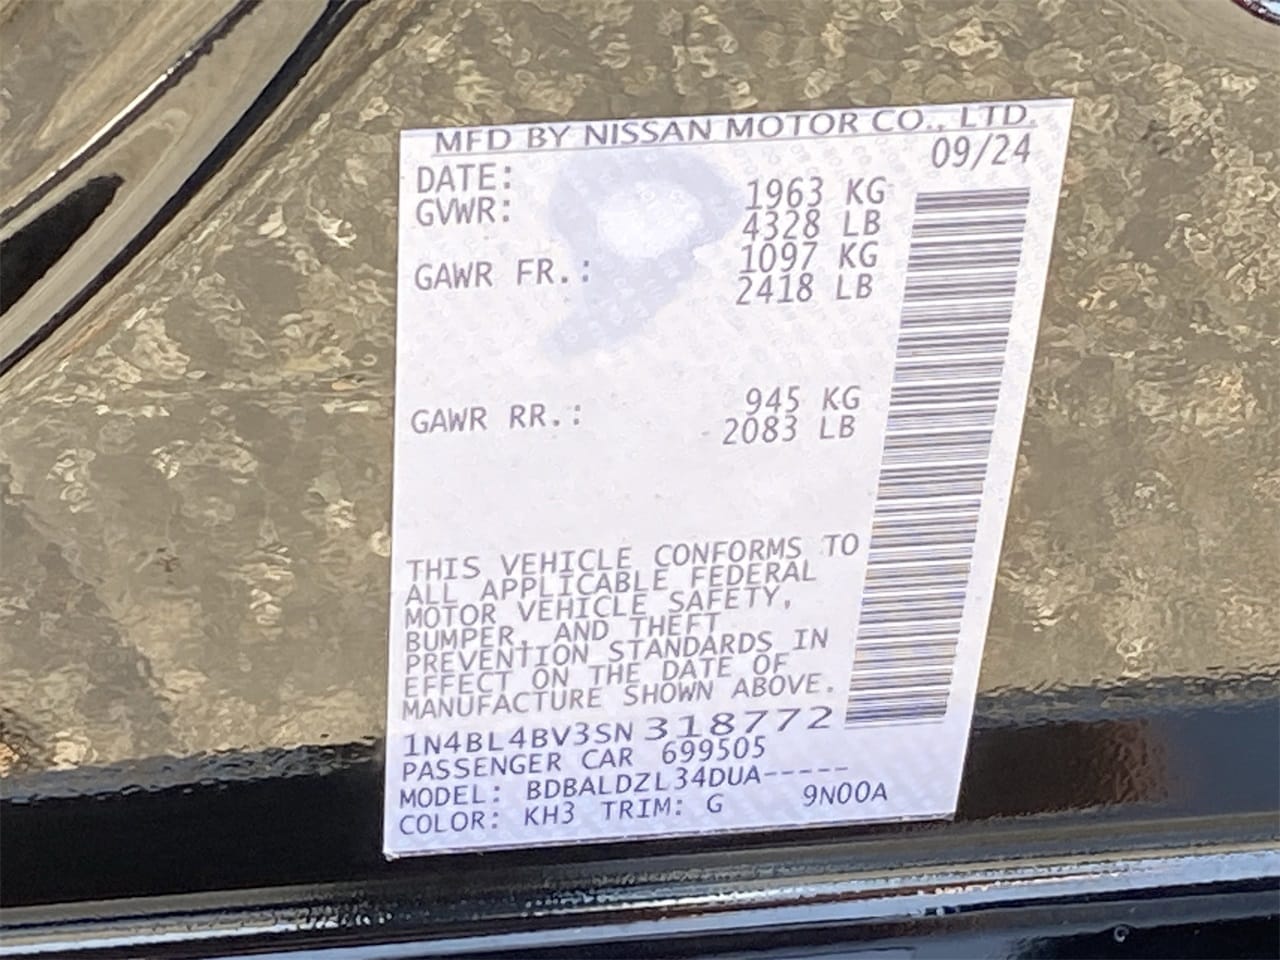 MFD BY NISSAN MOTOR CO., LTD.
DATE: 09/24
GVWR: 1963 KG
4328 LB
GAWR FR.: 1097 KG
2418 LB
GAWR RR.: 945 KG
2083 LB
THIS VEHICLE CONFORMS TO
ALL APPLICABLE FEDERAL
MOTOR VEHICLE SAFETY,
BUMPER, AND THEFT
PREVENTION STANDARDS IN
EFFECT ON THE DATE OF
MANUFACTURE SHOWN ABOVE.
1N4BL4BV3SN318772
PASSENGER CAR 699505
MODEL: BDBALDZL34DUA-----
COLOR: KH3 TRIM: G 9N00A